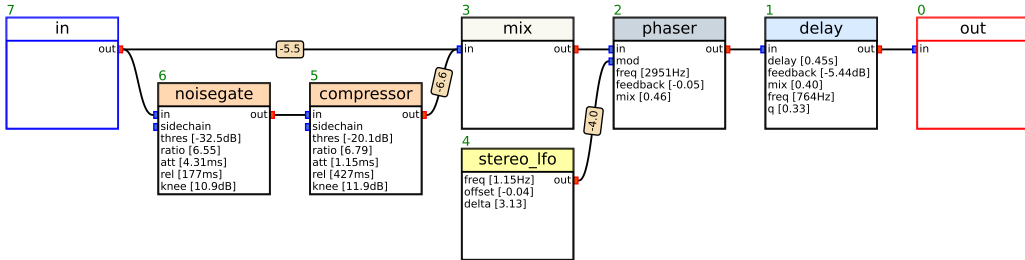 7
in
out
-5.5
6
noisegate
in
out
sidechain
thres [-32.5dB]
ratio [6.55]
att [4.31ms]
rel [177ms]
knee [10.9dB]
5
compressor
in
out
sidechain
thres [-20.1dB]
ratio [6.79]
att [1.15ms]
rel [427ms]
knee [11.9dB]
-6.6
3
mix
in
out
4
stereo_lfo
freq [1.15Hz]
out
offset [-0.04]
delta [3.13]
-4.0
2
phaser
in
out
mod
freq [2951Hz]
feedback [-0.05]
mix [0.46]
1
delay
in
out
delay [0.45s]
feedback [-5.44dB]
mix [0.40]
freq [764Hz]
q [0.33]
0
out
in